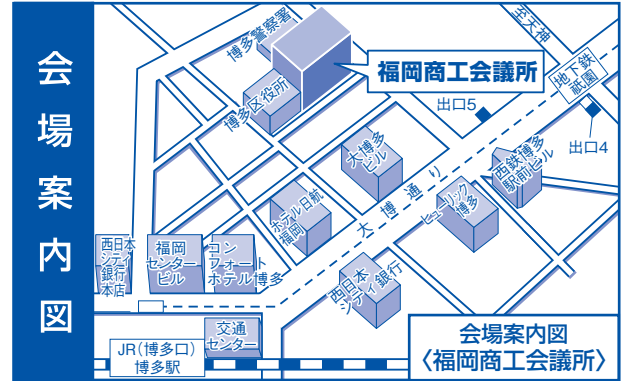 会場案内図
博多警察署
博多区役所
福岡商工会議所
至天神
地下鉄
祇園
出口5
出口4
大博多
ビル
西鉄博多
駅前ビル
大博通り
ヒューリック
博多
ホテル日航
福岡
西日本
シティ
銀行
本店
福岡
センター
ビル
コン
フォート
ホテル博多
西日本
シティ銀行
交通
センター
JR(博多口)
博多駅
会場案内図
〈福岡商工会議所〉